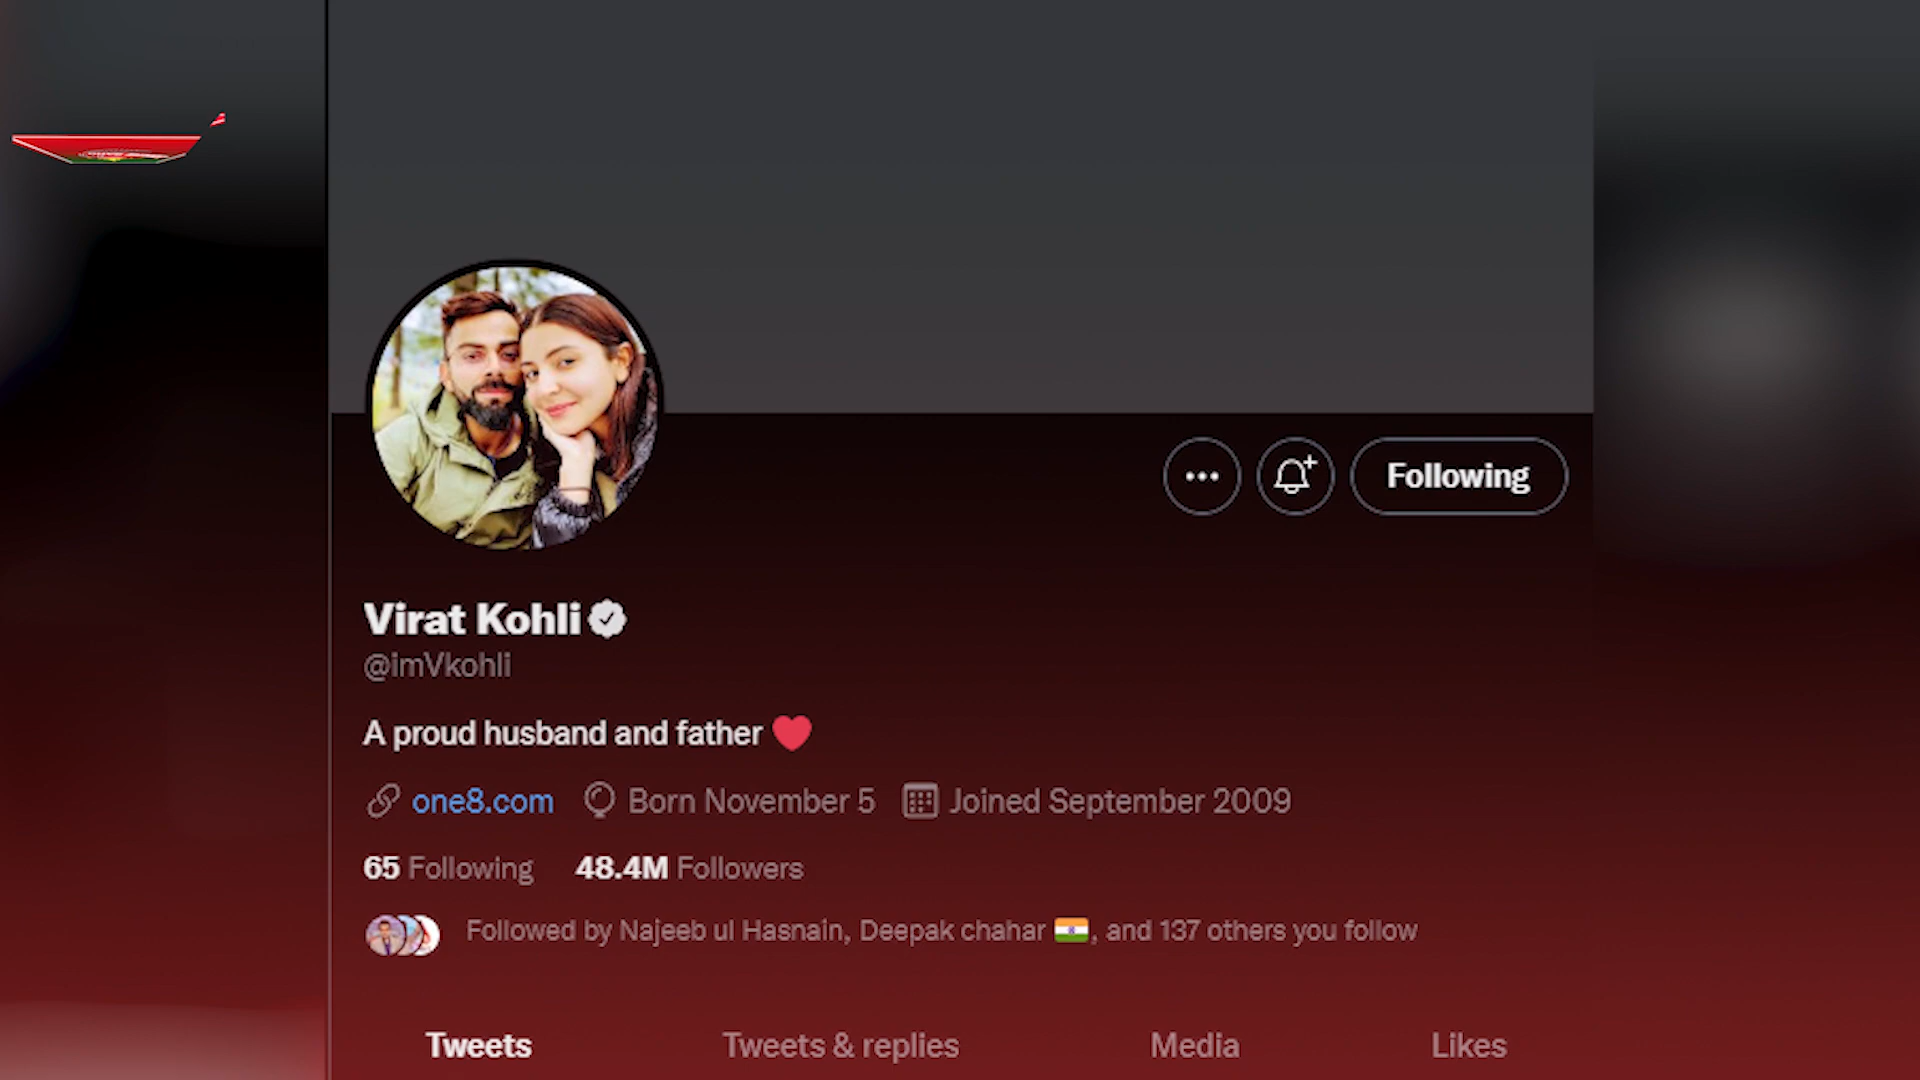 Following
Virat Kohli
@imVkohli
A proud husband and father ❤️
one8.com Born November 5 Joined September 2009
65 Following 48.4M Followers
Followed by Najeeb ul Hasnain, Deepak chahar 🇮🇳, and 137 others you follow
Tweets Tweets & replies Media Likes